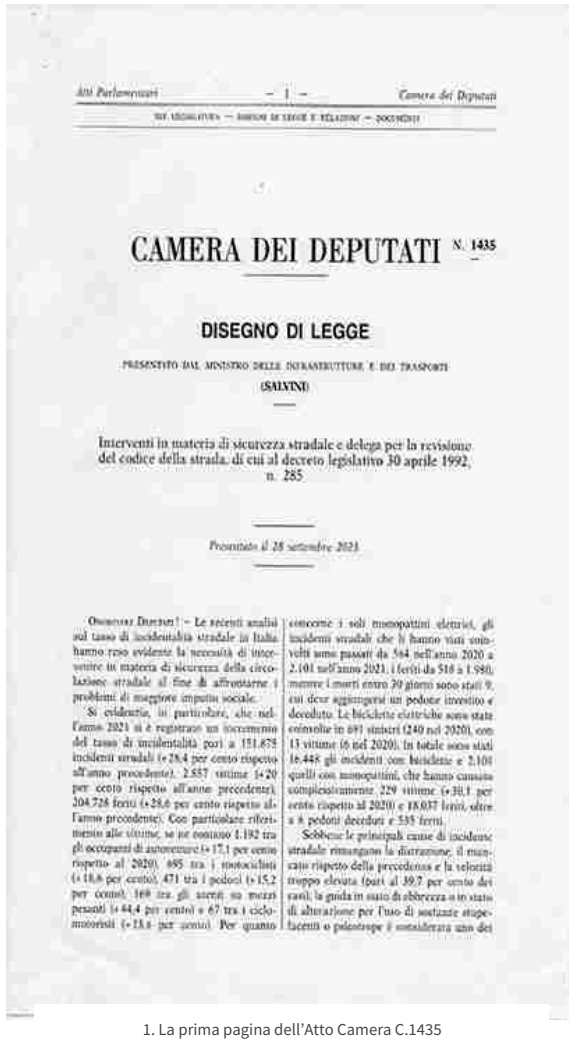 Atti Parlamentari – 1 – Camera dei Deputati
XIX LEGISLATURA — DISEGNI DI LEGGE E RELAZIONI — DOCUMENTI
CAMERA DEI DEPUTATI N. 1435
DISEGNO DI LEGGE
PRESENTATO DAL MINISTRO DELLE INFRASTRUTTURE E DEI TRASPORTI
(SALVINI)
Interventi in materia di sicurezza stradale e delega per la revisione
del codice della strada, di cui al decreto legislativo 30 aprile 1992,
n. 285
Presentato il 28 settembre 2023
Onorevoli Deputati! – Le recenti analisi
sul tasso di incidentalità stradale in Italia
hanno reso evidente la necessità di inter-
venire in materia di sicurezza della circo-
lazione stradale al fine di affrontarne i
problemi di maggiore impatto sociale.
Si evidenzia, in particolare, che nel-
l'anno 2021 si è registrato un incremento
del tasso di incidentalità pari a 151.875
incidenti stradali (+28,4 per cento rispetto
all'anno precedente), 2.857 vittime (+20
per cento rispetto all'anno precedente),
204.728 feriti (+28,6 per cento rispetto al-
l'anno precedente). Con particolare riferi-
mento alle vittime, se ne contano 1.192 tra
gli occupanti di autovetture (+17,1 per cento
rispetto al 2020), 695 tra i motociclisti
(+18,6 per cento), 471 tra i pedoni (+15,2
per cento), 169 tra gli utenti su mezzi
pesanti (+44,4 per cento) e 67 tra i ciclo-
motoristi (+13,6 per cento). Per quanto
concerne i soli monopattini elettrici, gli
incidenti stradali che li hanno visti coin-
volti sono passati da 564 nell'anno 2020 a
2.101 nell'anno 2021, i feriti da 518 a 1.980,
mentre i morti entro 30 giorni sono stati 9,
cui deve aggiungersi un pedone investito e
deceduto. Le biciclette elettriche sono state
coinvolte in 691 sinistri (240 nel 2020), con
13 vittime (6 nel 2020). In totale sono stati
16.448 gli incidenti con biciclette e 2.101
quelli con monopattini, che hanno causato
complessivamente 229 vittime (+30,1 per
cento rispetto al 2020) e 18.037 feriti, oltre
a 6 pedoni deceduti e 535 feriti.
Sebbene le principali cause di incidente
stradale rimangano la distrazione, il man-
cato rispetto della precedenza e la velocità
troppo elevata (pari al 39,7 per cento dei
casi), la guida in stato di ebbrezza o in stato
di alterazione per l'uso di sostanze stupe-
facenti o psicotrope è considerata uno dei
1. La prima pagina dell'Atto Camera C.1435